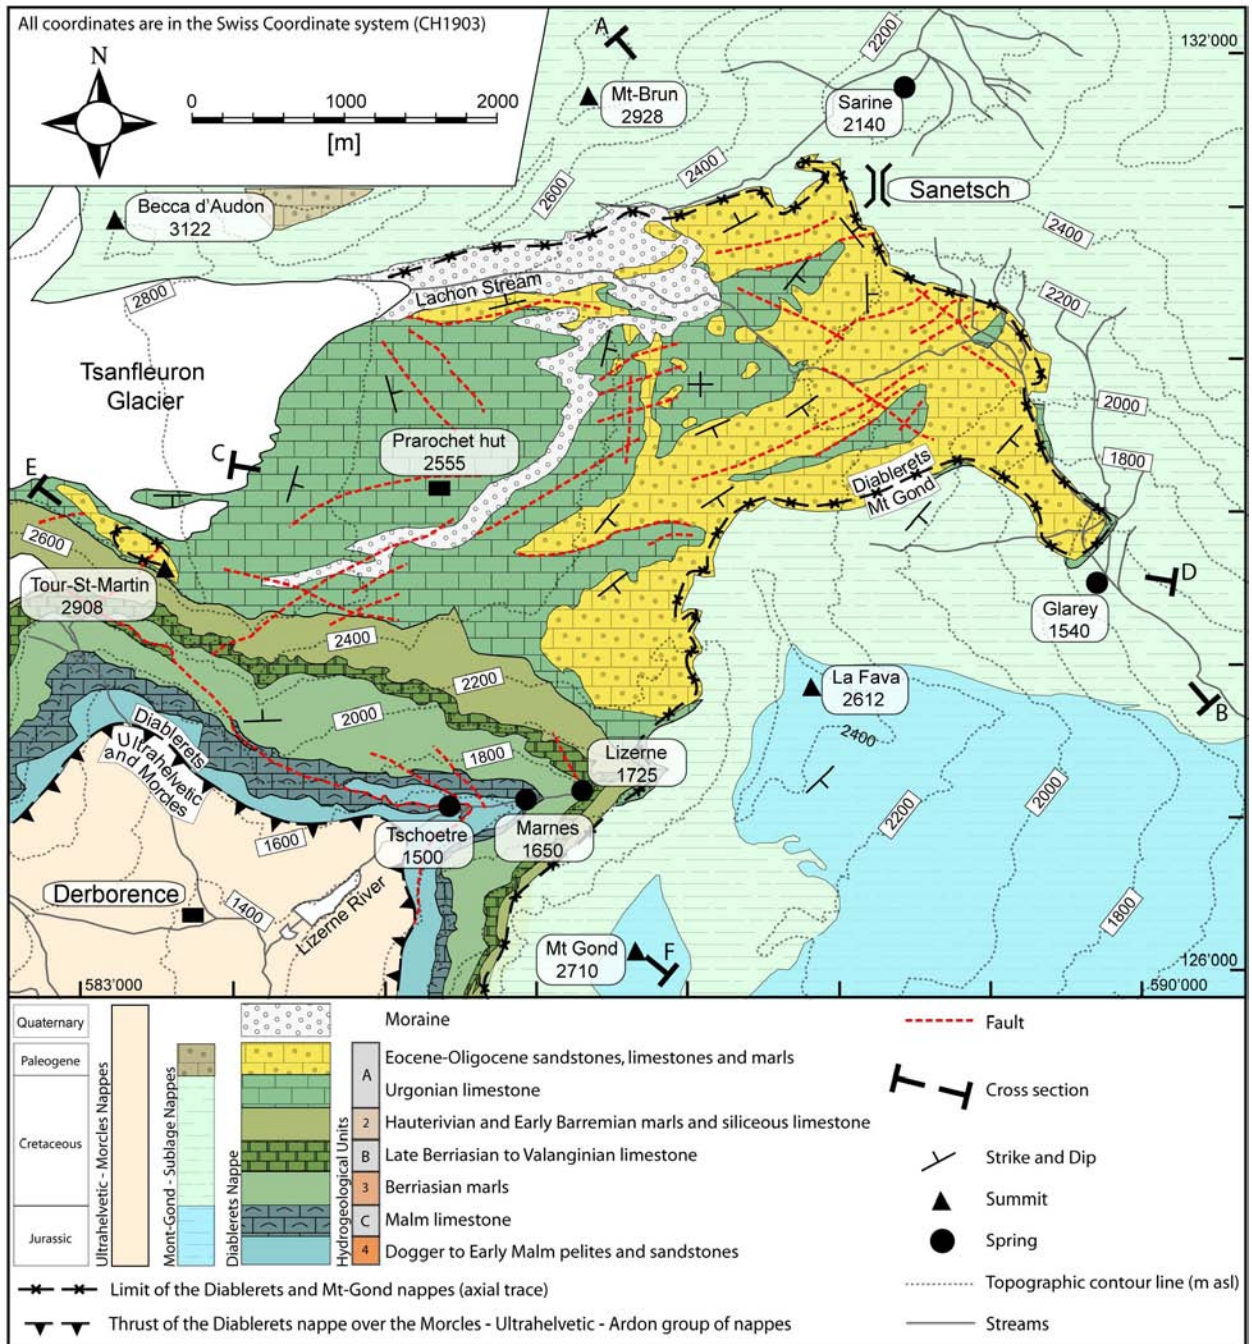 All coordinates are in the Swiss Coordinate system (CH1903)
N
0 1000 2000
[m]
A
2200
132'000
Mt-Brun
2928
Sarine
2140
2400
2600
Sanetsch
Becca d'Audon
3122
2400
2800
Lachon Stream
2200
Tsanfleuron
Glacier
2000
C
Prarochet hut
2555
1800
E
Diablerets
Mt Gond
2600
D
Tour-St-Martin
2908
Glarey
1540
2400
2200
La Fava
2612
B
2000
2400
Diablerets
Ultrahelvetic
and Morcles
1800
Lizerne
1725
2000
2200
Tschoetre
1500
Marnes
1650
1600
Derborence
1400
Lizerne River
1800
Mt Gond
2710
F
126'000
583'000
590'000
Quaternary
Paleogene
Cretaceous
Jurassic
Ultrahelvetic - Morcles Nappes
Mont-Gond - Sublage Nappes
Diablerets Nappe
Hydrogeological Units
Moraine
A
Eocene-Oligocene sandstones, limestones and marls
Urgonian limestone
2 Hauterivian and Early Barremian marls and siliceous limestone
B Late Berriasian to Valanginian limestone
3 Berriasian marls
C Malm limestone
4 Dogger to Early Malm pelites and sandstones
Limit of the Diablerets and Mt-Gond nappes (axial trace)
Thrust of the Diablerets nappe over the Morcles - Ultrahelvetic - Ardon group of nappes
Fault
Cross section
Strike and Dip
Summit
Spring
Topographic contour line (m asl)
Streams